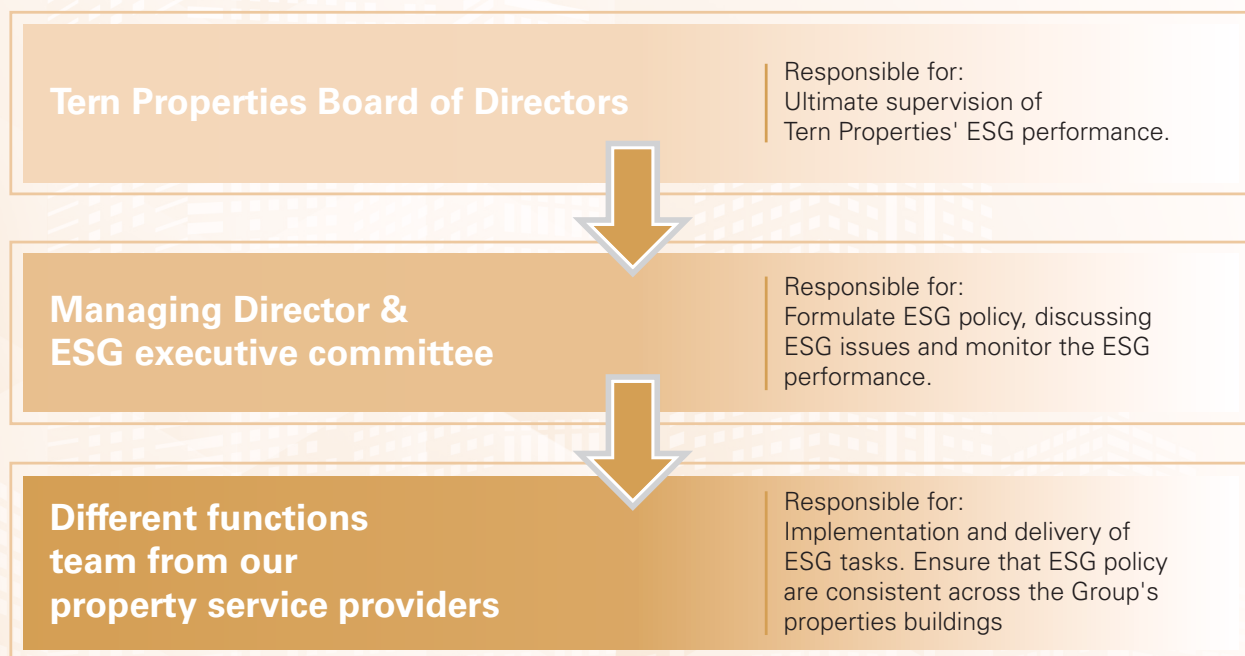 Tern Properties Board of Directors
Responsible for:
Ultimate supervision of
Tern Properties' ESG performance.
Managing Director &
ESG executive committee
Responsible for:
Formulate ESG policy, discussing
ESG issues and monitor the ESG
performance.
Different functions
team from our
property service providers
Responsible for:
Implementation and delivery of
ESG tasks. Ensure that ESG policy
are consistent across the Group's
properties buildings